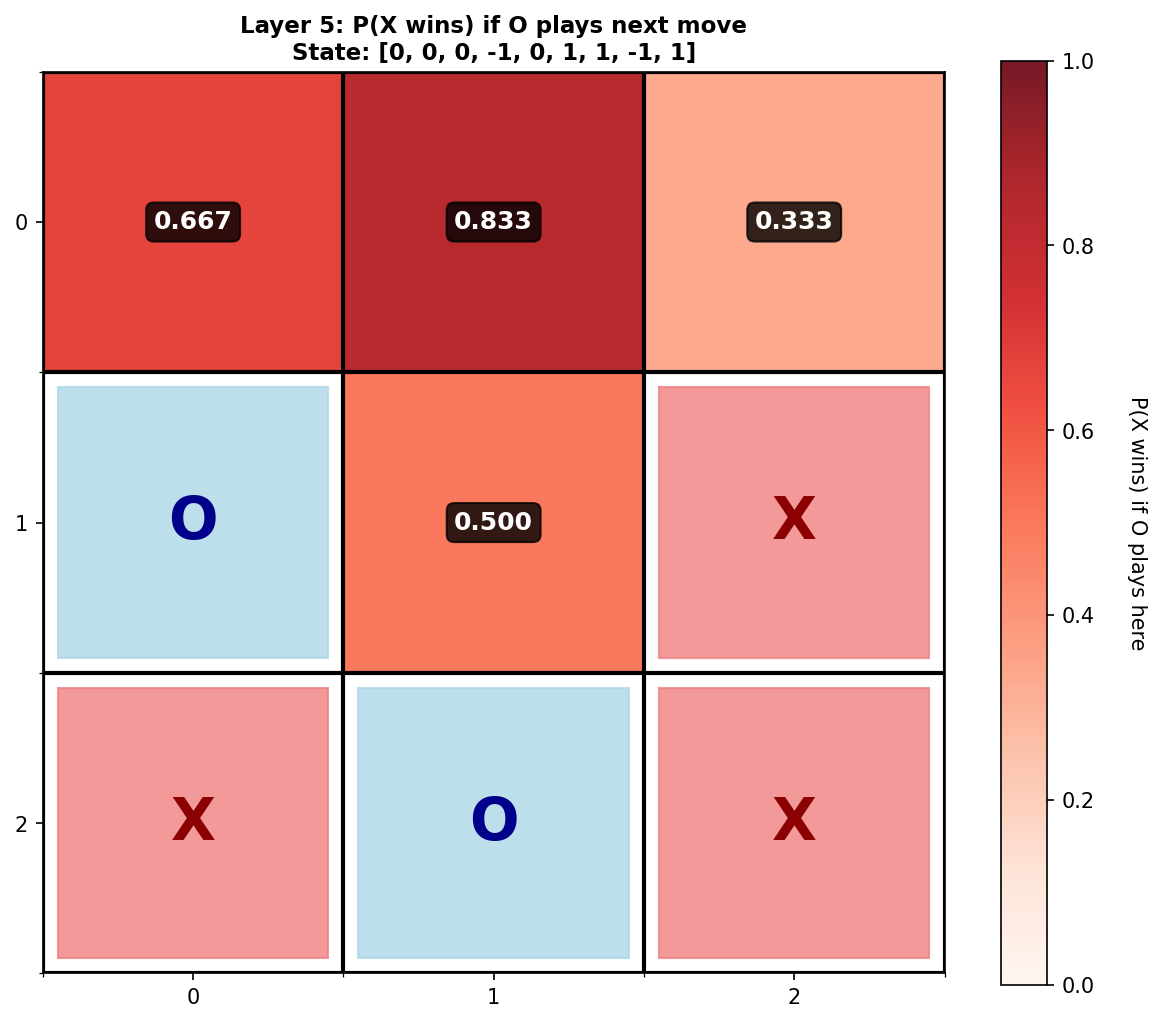 Layer 5: P(X wins) if O plays next move
State: [0, 0, 0, -1, 0, 1, 1, -1, 1]
0.667 0.833 0.333
O 0.500 X
X O X
0
1
2
0 1 2
1.0
0.8
0.6
0.4
0.2
0.0
P(X wins) if O plays here